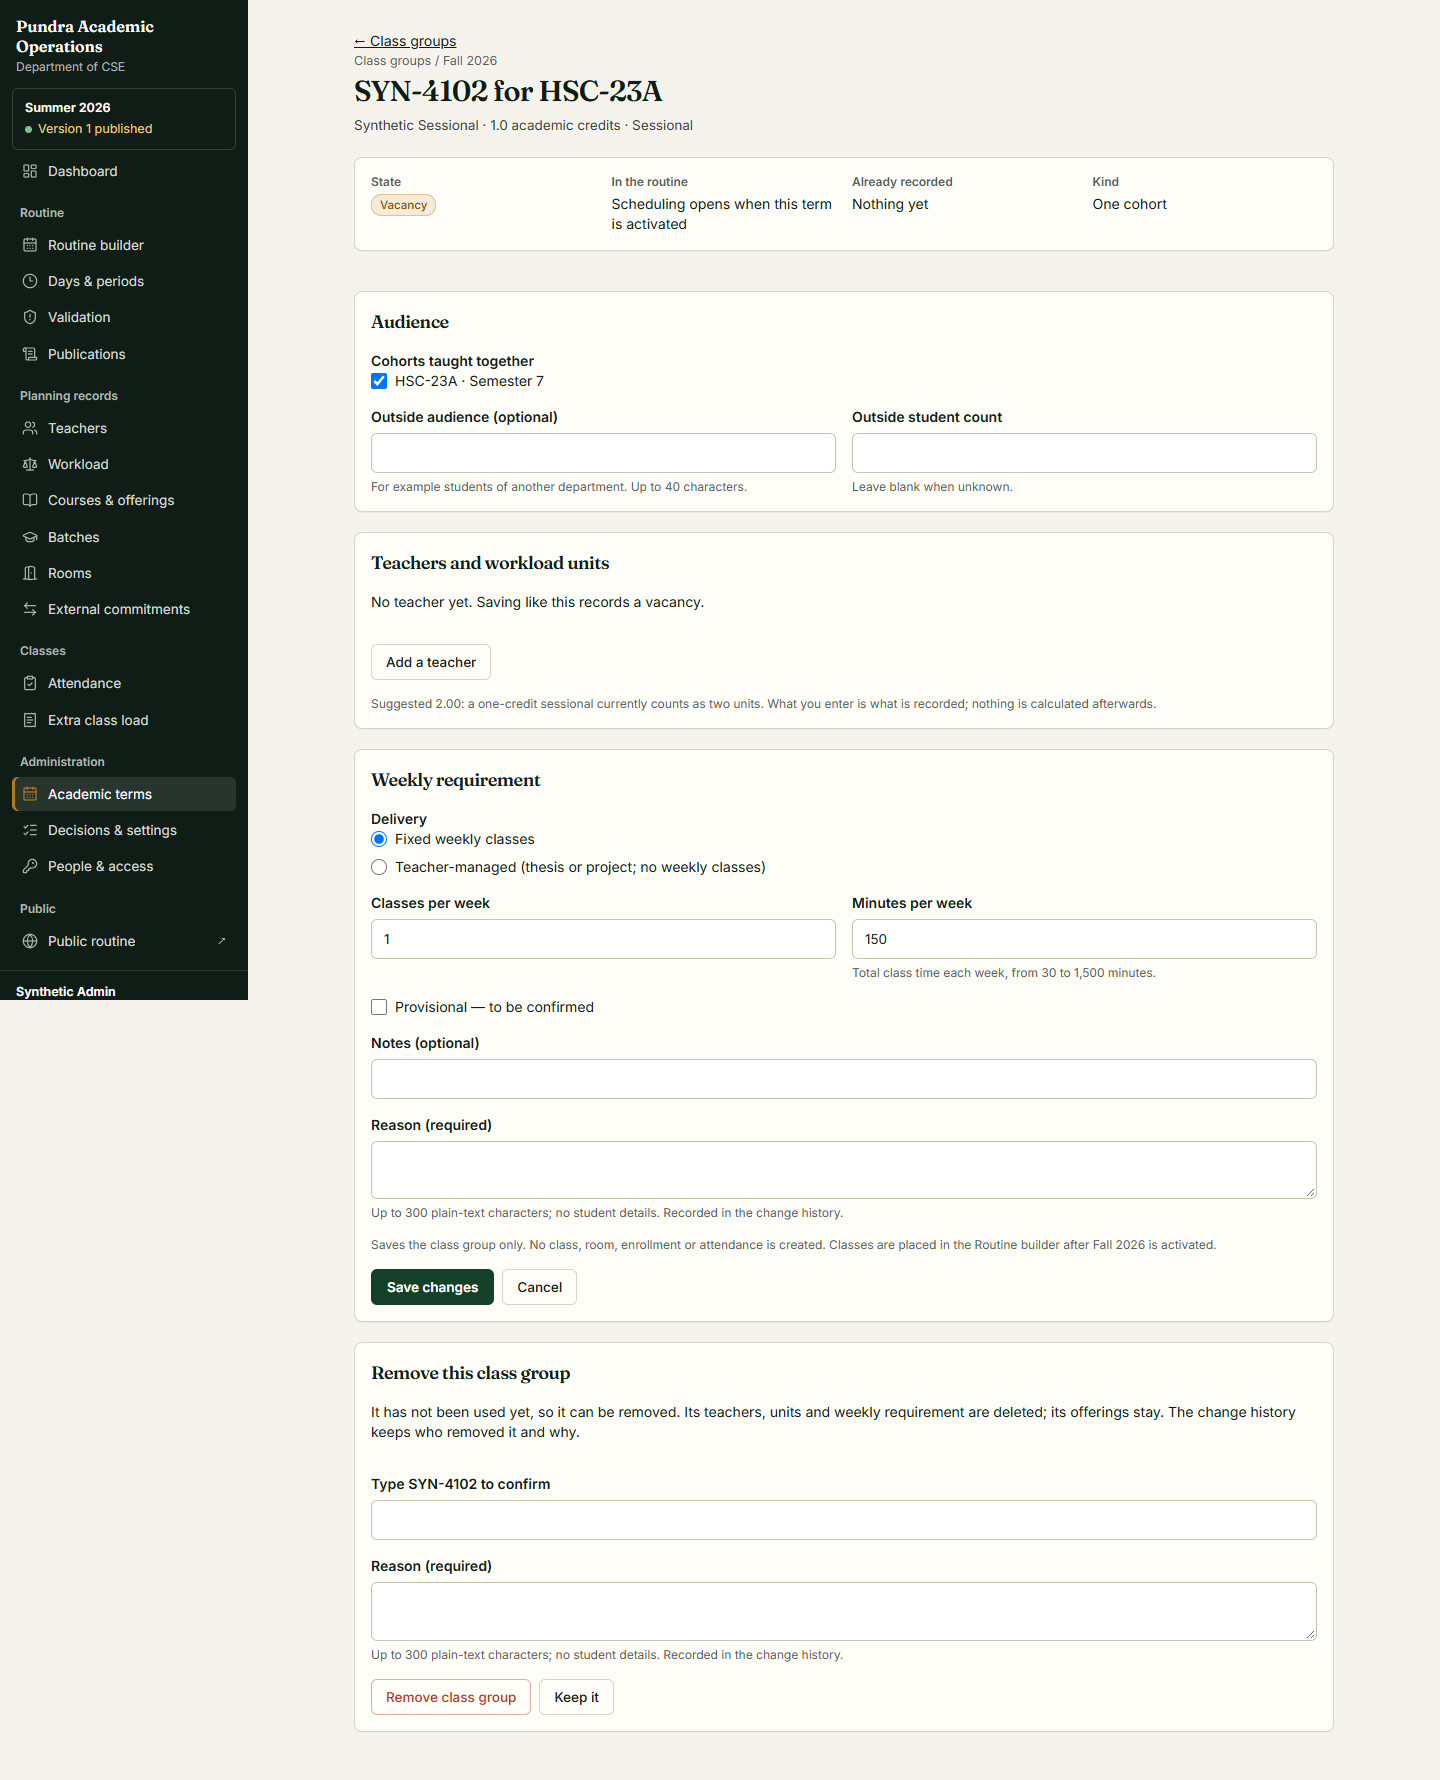 Pundra Academic
Operations
Department of CSE
Summer 2026
Version 1 published
Dashboard
Routine
Routine builder
Days & periods
Validation
Publications
Planning records
Teachers
Workload
Courses & offerings
Batches
Rooms
External commitments
Classes
Attendance
Extra class load
Administration
Academic terms
Decisions & settings
People & access
Public
Public routine ↗
Synthetic Admin
← Class groups
Class groups / Fall 2026
SYN-4102 for HSC-23A
Synthetic Sessional · 1.0 academic credits · Sessional
State
Vacancy
In the routine
Scheduling opens when this term
is activated
Already recorded
Nothing yet
Kind
One cohort
Audience
Cohorts taught together
HSC-23A · Semester 7
Outside audience (optional)
For example students of another department. Up to 40 characters.
Outside student count
Leave blank when unknown.
Teachers and workload units
No teacher yet. Saving like this records a vacancy.
Add a teacher
Suggested 2.00: a one-credit sessional currently counts as two units. What you enter is what is recorded; nothing is calculated afterwards.
Weekly requirement
Delivery
Fixed weekly classes
Teacher-managed (thesis or project; no weekly classes)
Classes per week
1
Minutes per week
150
Total class time each week, from 30 to 1,500 minutes.
Provisional — to be confirmed
Notes (optional)
Reason (required)
Up to 300 plain-text characters; no student details. Recorded in the change history.
Saves the class group only. No class, room, enrollment or attendance is created. Classes are placed in the Routine builder after Fall 2026 is activated.
Save changes
Cancel
Remove this class group
It has not been used yet, so it can be removed. Its teachers, units and weekly requirement are deleted; its offerings stay. The change history
keeps who removed it and why.
Type SYN-4102 to confirm
Reason (required)
Up to 300 plain-text characters; no student details. Recorded in the change history.
Remove class group
Keep it